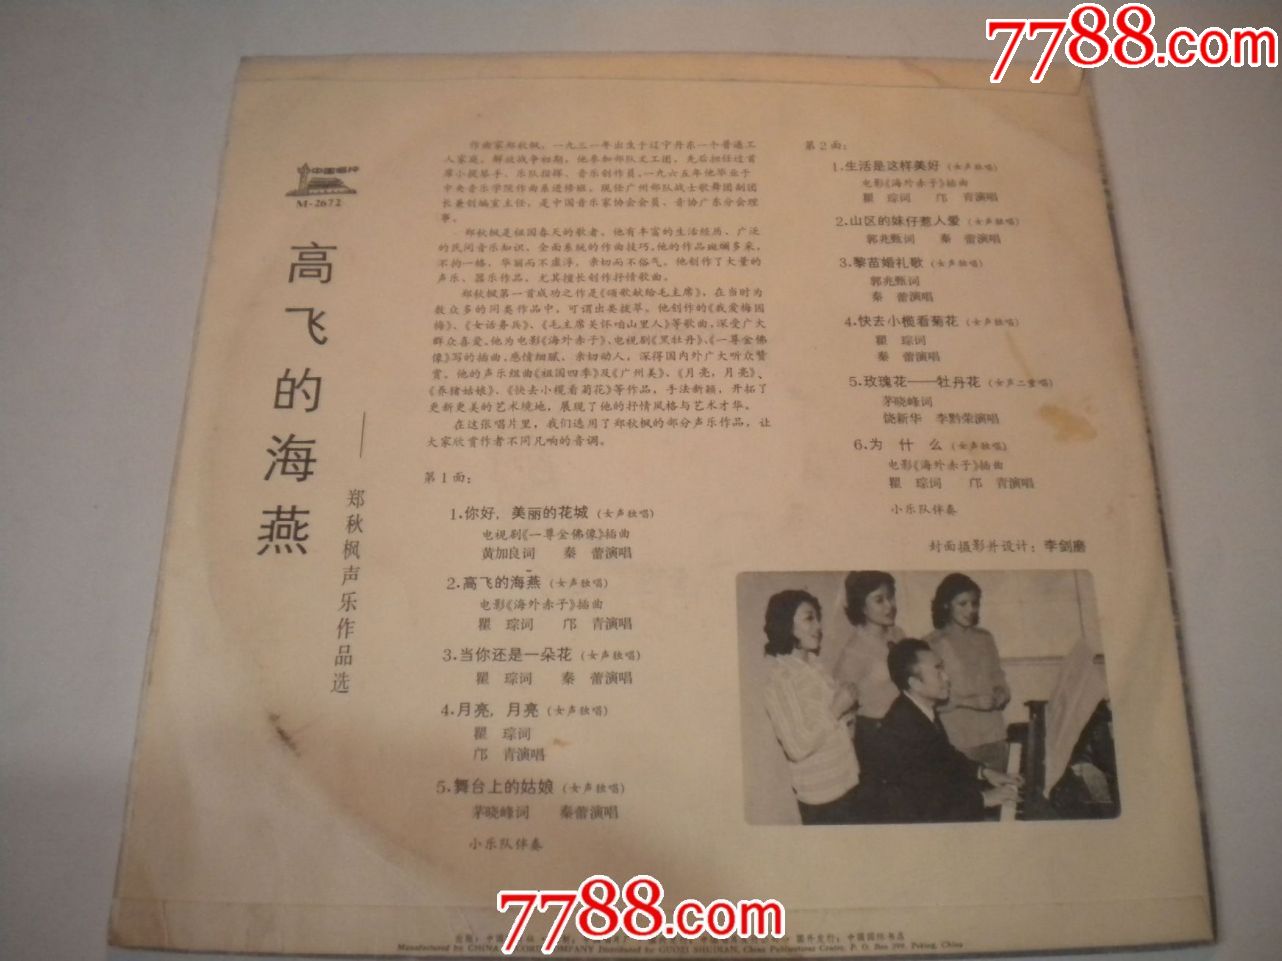 7788.com
中国唱片
M-2672
高飞的海燕
——郑秋枫声乐作品选
作曲家郑秋枫，一九三一年出生于辽宁丹东一个普通工
人家庭。解放战争初期，他参加部队文工团，先后担任过首
席小提琴手、乐队指挥、音乐创作员。一九六五年他毕业于
中央音乐学院作曲系进修班。现任广州部队战士歌舞团副团
长兼创编室主任，是中国音乐家协会会员、音协广东分会理
事。
郑秋枫是祖国春天的歌者。他有丰富的生活经历、广泛
的民间音乐知识、全面系统的作曲技巧。他的作品斑斓多采，
不拘一格，华丽而不虚浮，亲切而不俗气。他创作了大量的
声乐、器乐作品，尤其擅长创作抒情歌曲。
郑秋枫第一首成功之作是《颂歌献给毛主席》，在当时为
数众多的同类作品中，可谓出类拔萃。他创作的《我爱梅园
梅》、《女话务兵》、《毛主席关怀咱山里人》等歌曲，深受广大
群众喜爱。他为电影《海外赤子》、电视剧《黑牡丹》、《一尊金佛
像》写的插曲，感情细腻、亲切动人，深得国内外广大听众赞
赏。他的声乐组曲《祖国四季》及《广州美》、《月亮，月亮》、
《养猪姑娘》、《快去小榄看菊花》等作品，手法新颖，开拓了
更新更美的艺术境地，展现了他的抒情风格与艺术才华。
在这张唱片里，我们选用了郑秋枫的部分声乐作品，让
大家欣赏作者不同凡响的音调。
第1面：
1.你好，美丽的花城（女声独唱）
电视剧《一尊金佛像》插曲
黄加良词　秦　蕾演唱
2.高飞的海燕（女声独唱）
电影《海外赤子》插曲
瞿　琮词　邝　青演唱
3.当你还是一朵花（女声独唱）
瞿　琮词　秦　蕾演唱
4.月亮，月亮（女声独唱）
瞿　琮词
邝　青演唱
5.舞台上的姑娘（女声独唱）
茅晓峰词　秦蕾演唱
小乐队伴奏
第2面：
1.生活是这样美好（女声独唱）
电影《海外赤子》插曲
瞿　琮词　邝　青演唱
2.山区的妹仔惹人爱（女声独唱）
郭兆甄词　秦　蕾演唱
3.黎苗婚礼歌（女声独唱）
郭兆甄词
秦　蕾演唱
4.快去小榄看菊花（女声独唱）
瞿　琮词
秦　蕾演唱
5.玫瑰花——牡丹花（女声二重唱）
茅晓峰词
饶新华　李黔荣演唱
6.为　什　么（女声独唱）
电影《海外赤子》插曲
瞿　琮词　邝　青演唱
小乐队伴奏
封面摄影并设计：李剑磨
7788.com
出版：中国 国外发行：中国国际书店
Manufactured by CHINA RECORD COMPANY Distributed by GUOZI SHUDIAN, China Publications Centre, P. O. Box 399, Peking, China